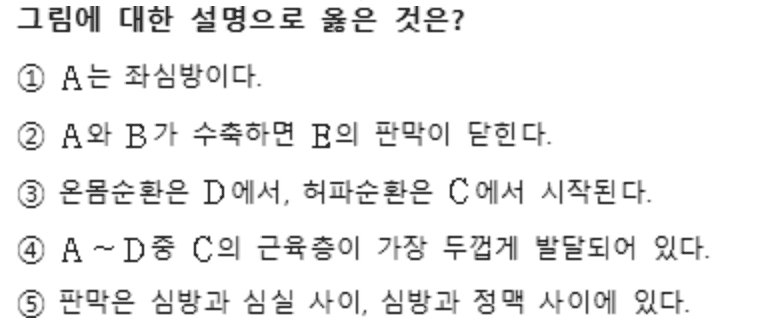 그림에 대한 설명으로 옳은 것은?
① A는 좌심방이다.
② A와 B가 수축하면 E의 판막이 닫힌다.
③ 온몸순환은 D에서, 허파순환은 C에서 시작된다.
④ A ~ D중 C의 근육층이 가장 두껍게 발달되어 있다.
⑤ 판막은 심방과 심실 사이, 심방과 정맥 사이에 있다.